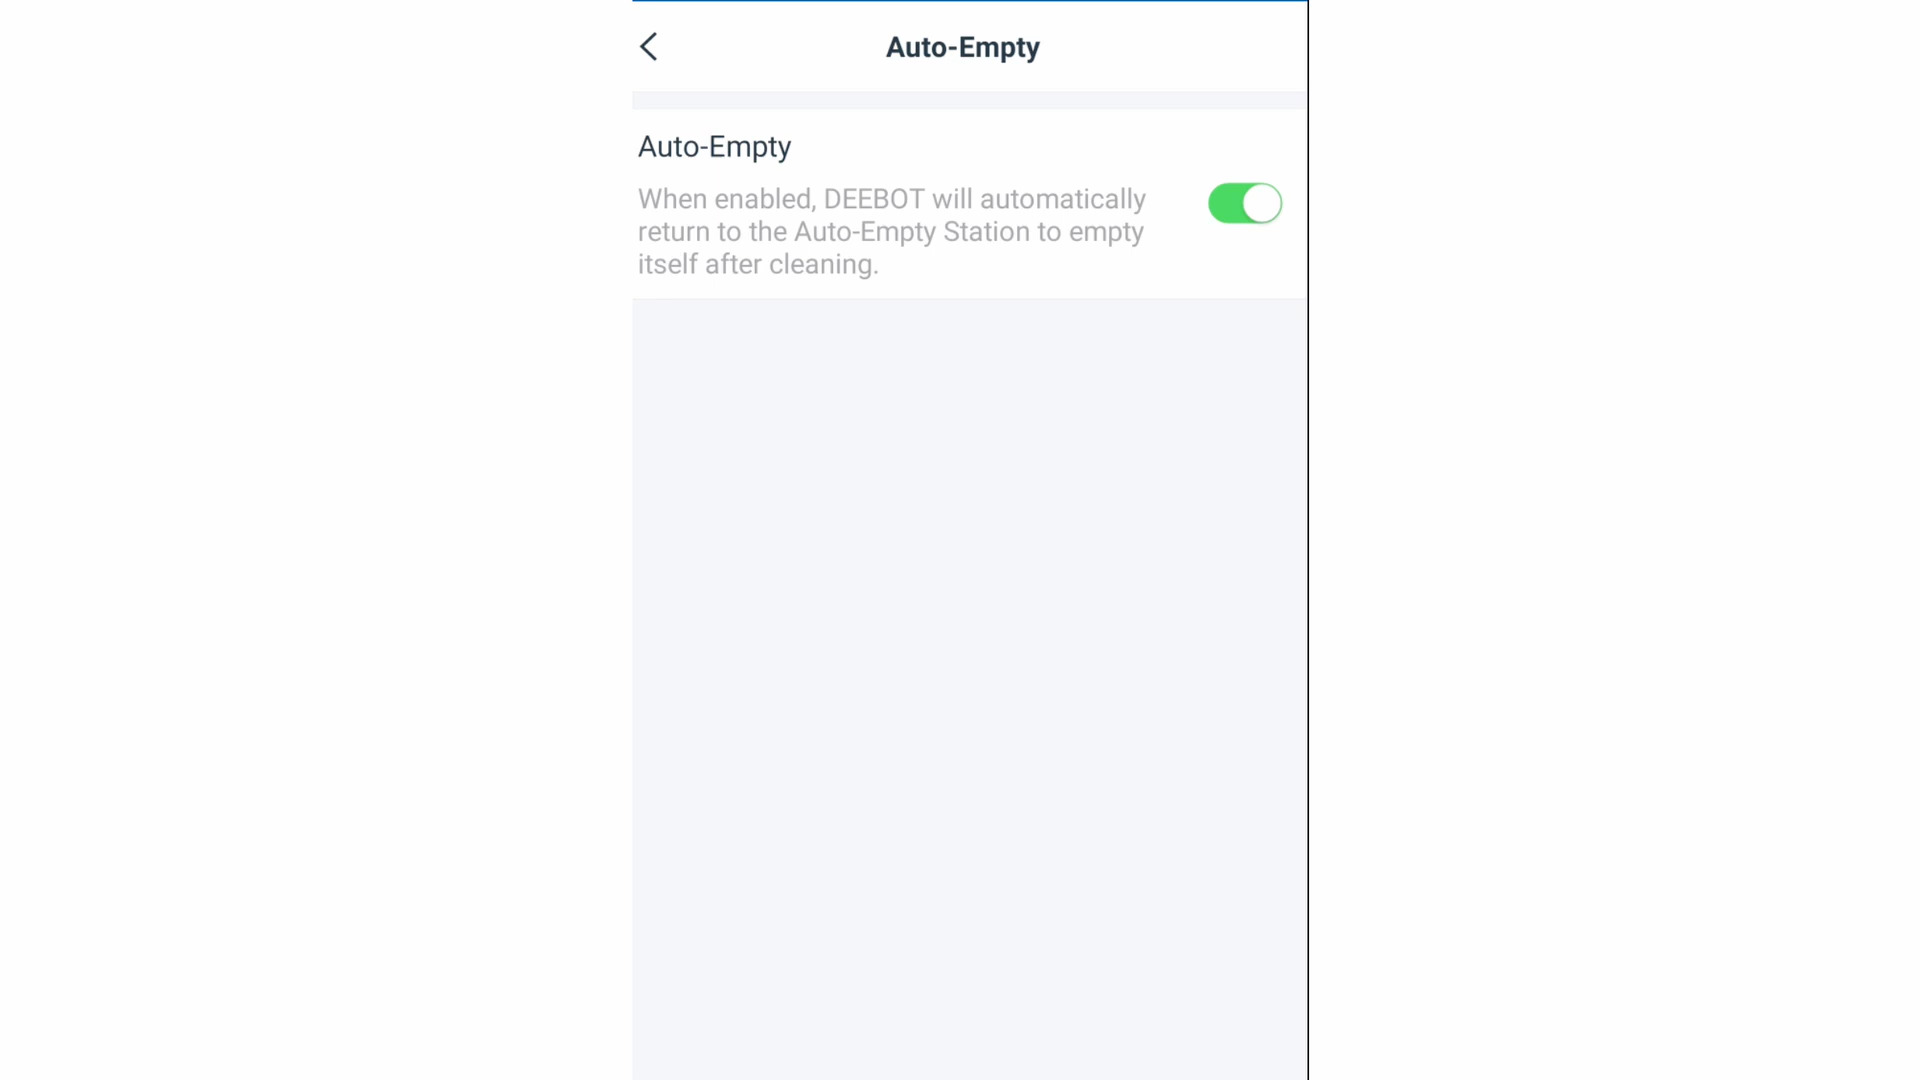 Auto-Empty
Auto-Empty
When enabled, DEEBOT will automatically
return to the Auto-Empty Station to empty
itself after cleaning.